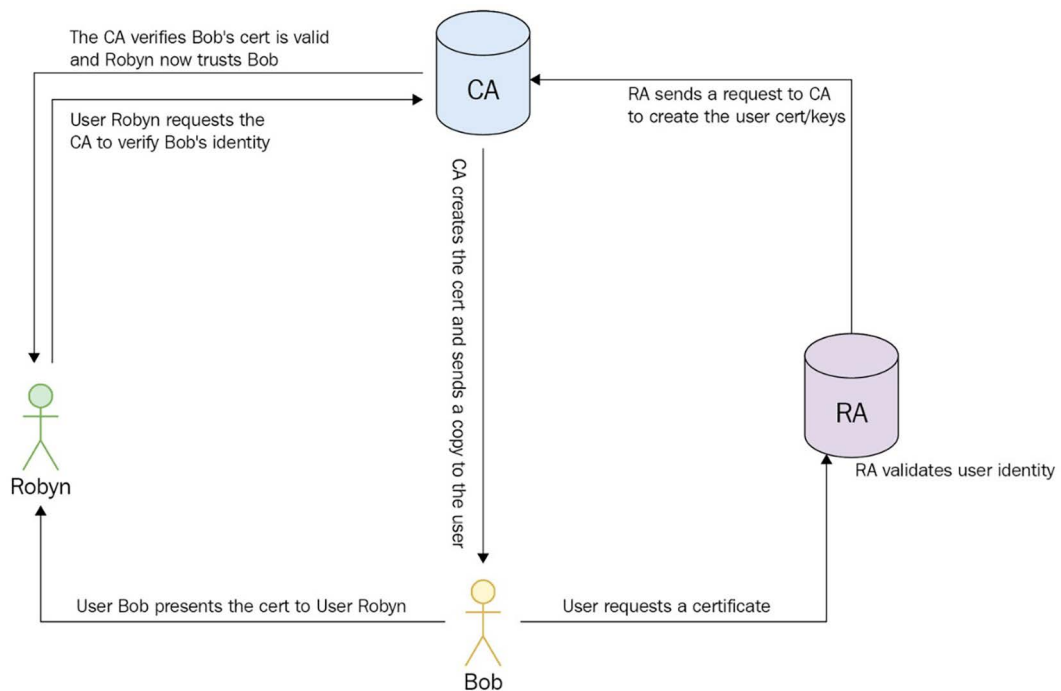 The CA verifies Bob's cert is valid
and Robyn now trusts Bob
CA
User Robyn requests the
CA to verify Bob's identity
RA sends a request to CA
to create the user cert/keys
CA creates the cert and sends a copy to the user
RA
RA validates user identity
Robyn
User Bob presents the cert to User Robyn
User requests a certificate
Bob